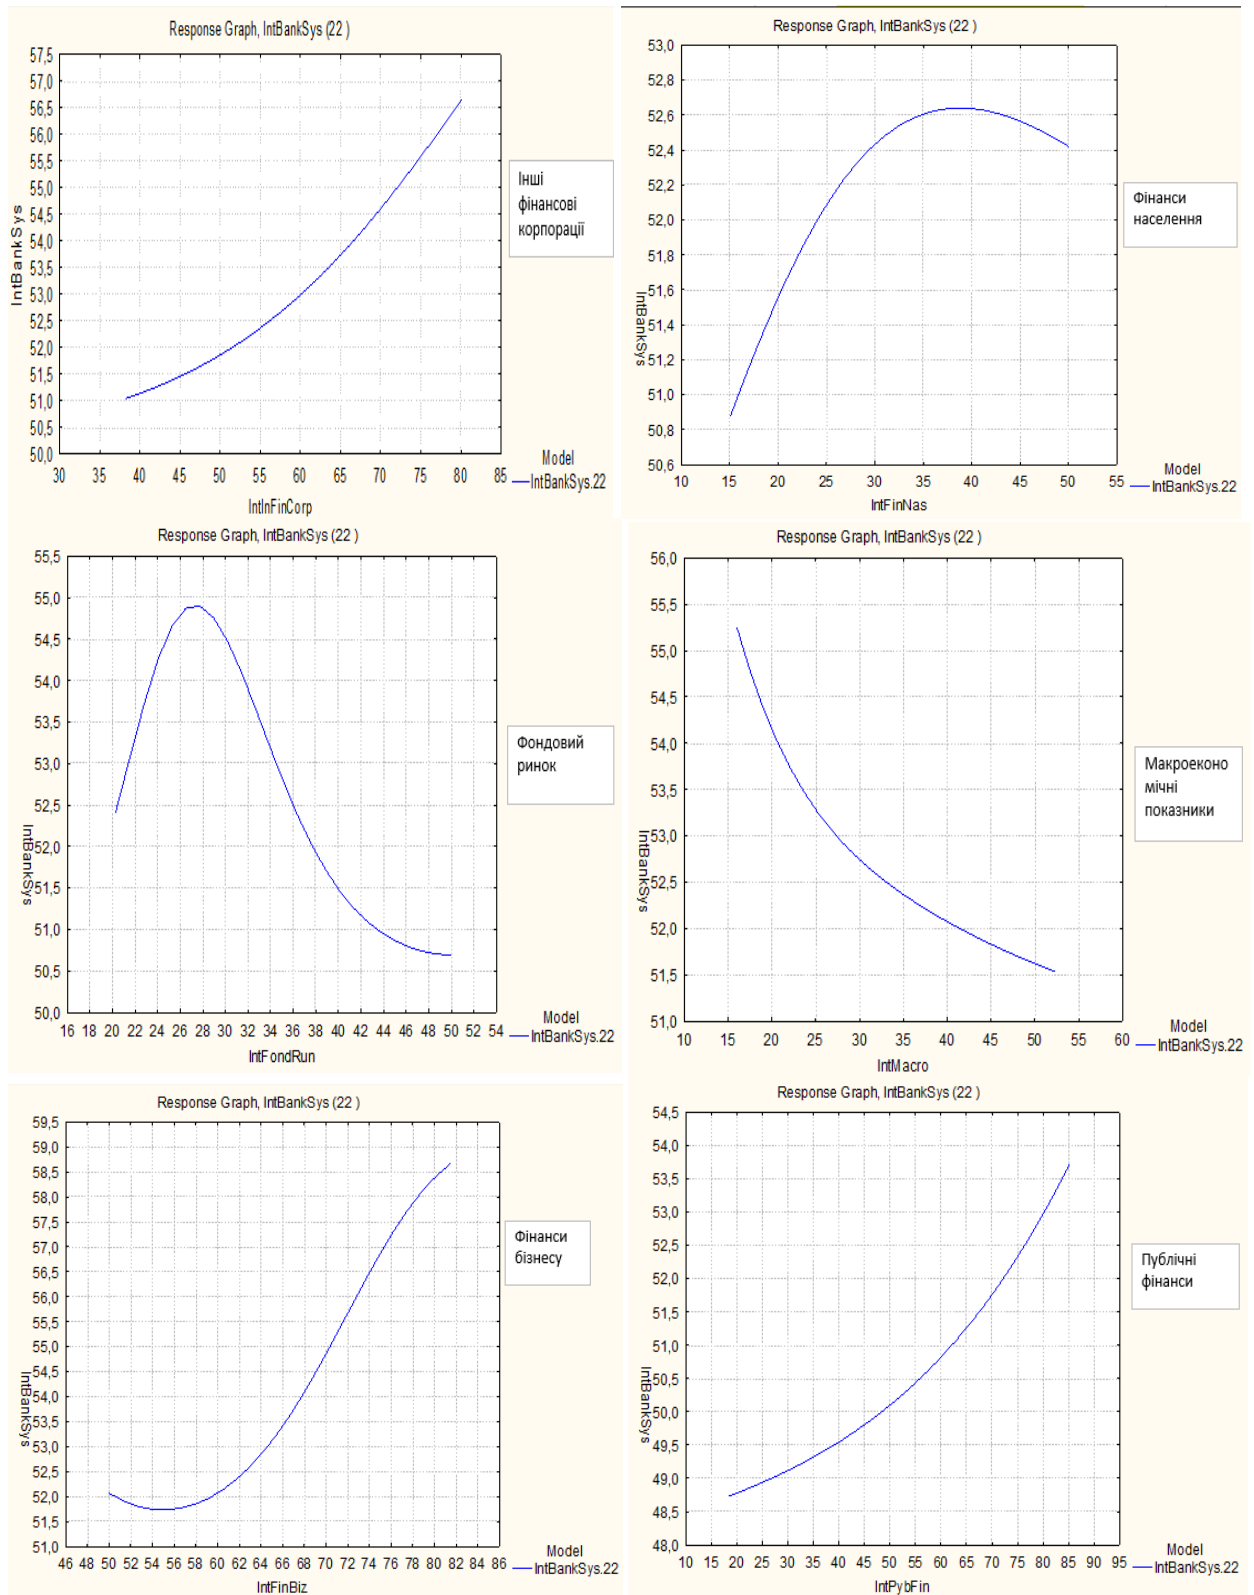 Response Graph, IntBankSys (22 )
57,5
57,0
56,5
56,0
55,5
55,0
54,5
54,0
53,5
53,0
52,5
52,0
51,5
51,0
50,5
50,0
IntBankSys
30 35 40 45 50 55 60 65 70 75 80 85
IntInFinCorp
Інші
фінансові
корпорації
Model
IntBankSys.22
Response Graph, IntBankSys (22 )
53,0
52,8
52,6
52,4
52,2
52,0
51,8
51,6
51,4
51,2
51,0
50,8
50,6
IntBankSys
10 15 20 25 30 35 40 45 50 55
IntFinNas
Фінанси
населення
Model
IntBankSys.22
Response Graph, IntBankSys (22 )
55,5
55,0
54,5
54,0
53,5
53,0
52,5
52,0
51,5
51,0
50,5
50,0
IntBankSys
16 18 20 22 24 26 28 30 32 34 36 38 40 42 44 46 48 50 52 54
IntFondRun
Фондовий
ринок
Model
IntBankSys.22
Response Graph, IntBankSys (22 )
56,0
55,5
55,0
54,5
54,0
53,5
53,0
52,5
52,0
51,5
51,0
IntBankSys
10 15 20 25 30 35 40 45 50 55 60
IntMacro
Макроеконо
мічні
показники
Model
IntBankSys.22
Response Graph, IntBankSys (22 )
59,5
59,0
58,5
58,0
57,5
57,0
56,5
56,0
55,5
55,0
54,5
54,0
53,5
53,0
52,5
52,0
51,5
51,0
IntBankSys
46 48 50 52 54 56 58 60 62 64 66 68 70 72 74 76 78 80 82 84 86
IntFinBiz
Фінанси
бізнесу
Model
IntBankSys.22
Response Graph, IntBankSys (22 )
54,5
54,0
53,5
53,0
52,5
52,0
51,5
51,0
50,5
50,0
49,5
49,0
48,5
48,0
IntBankSys
10 15 20 25 30 35 40 45 50 55 60 65 70 75 80 85 90 95
IntPybFin
Публічні
фінанси
Model
IntBankSys.22